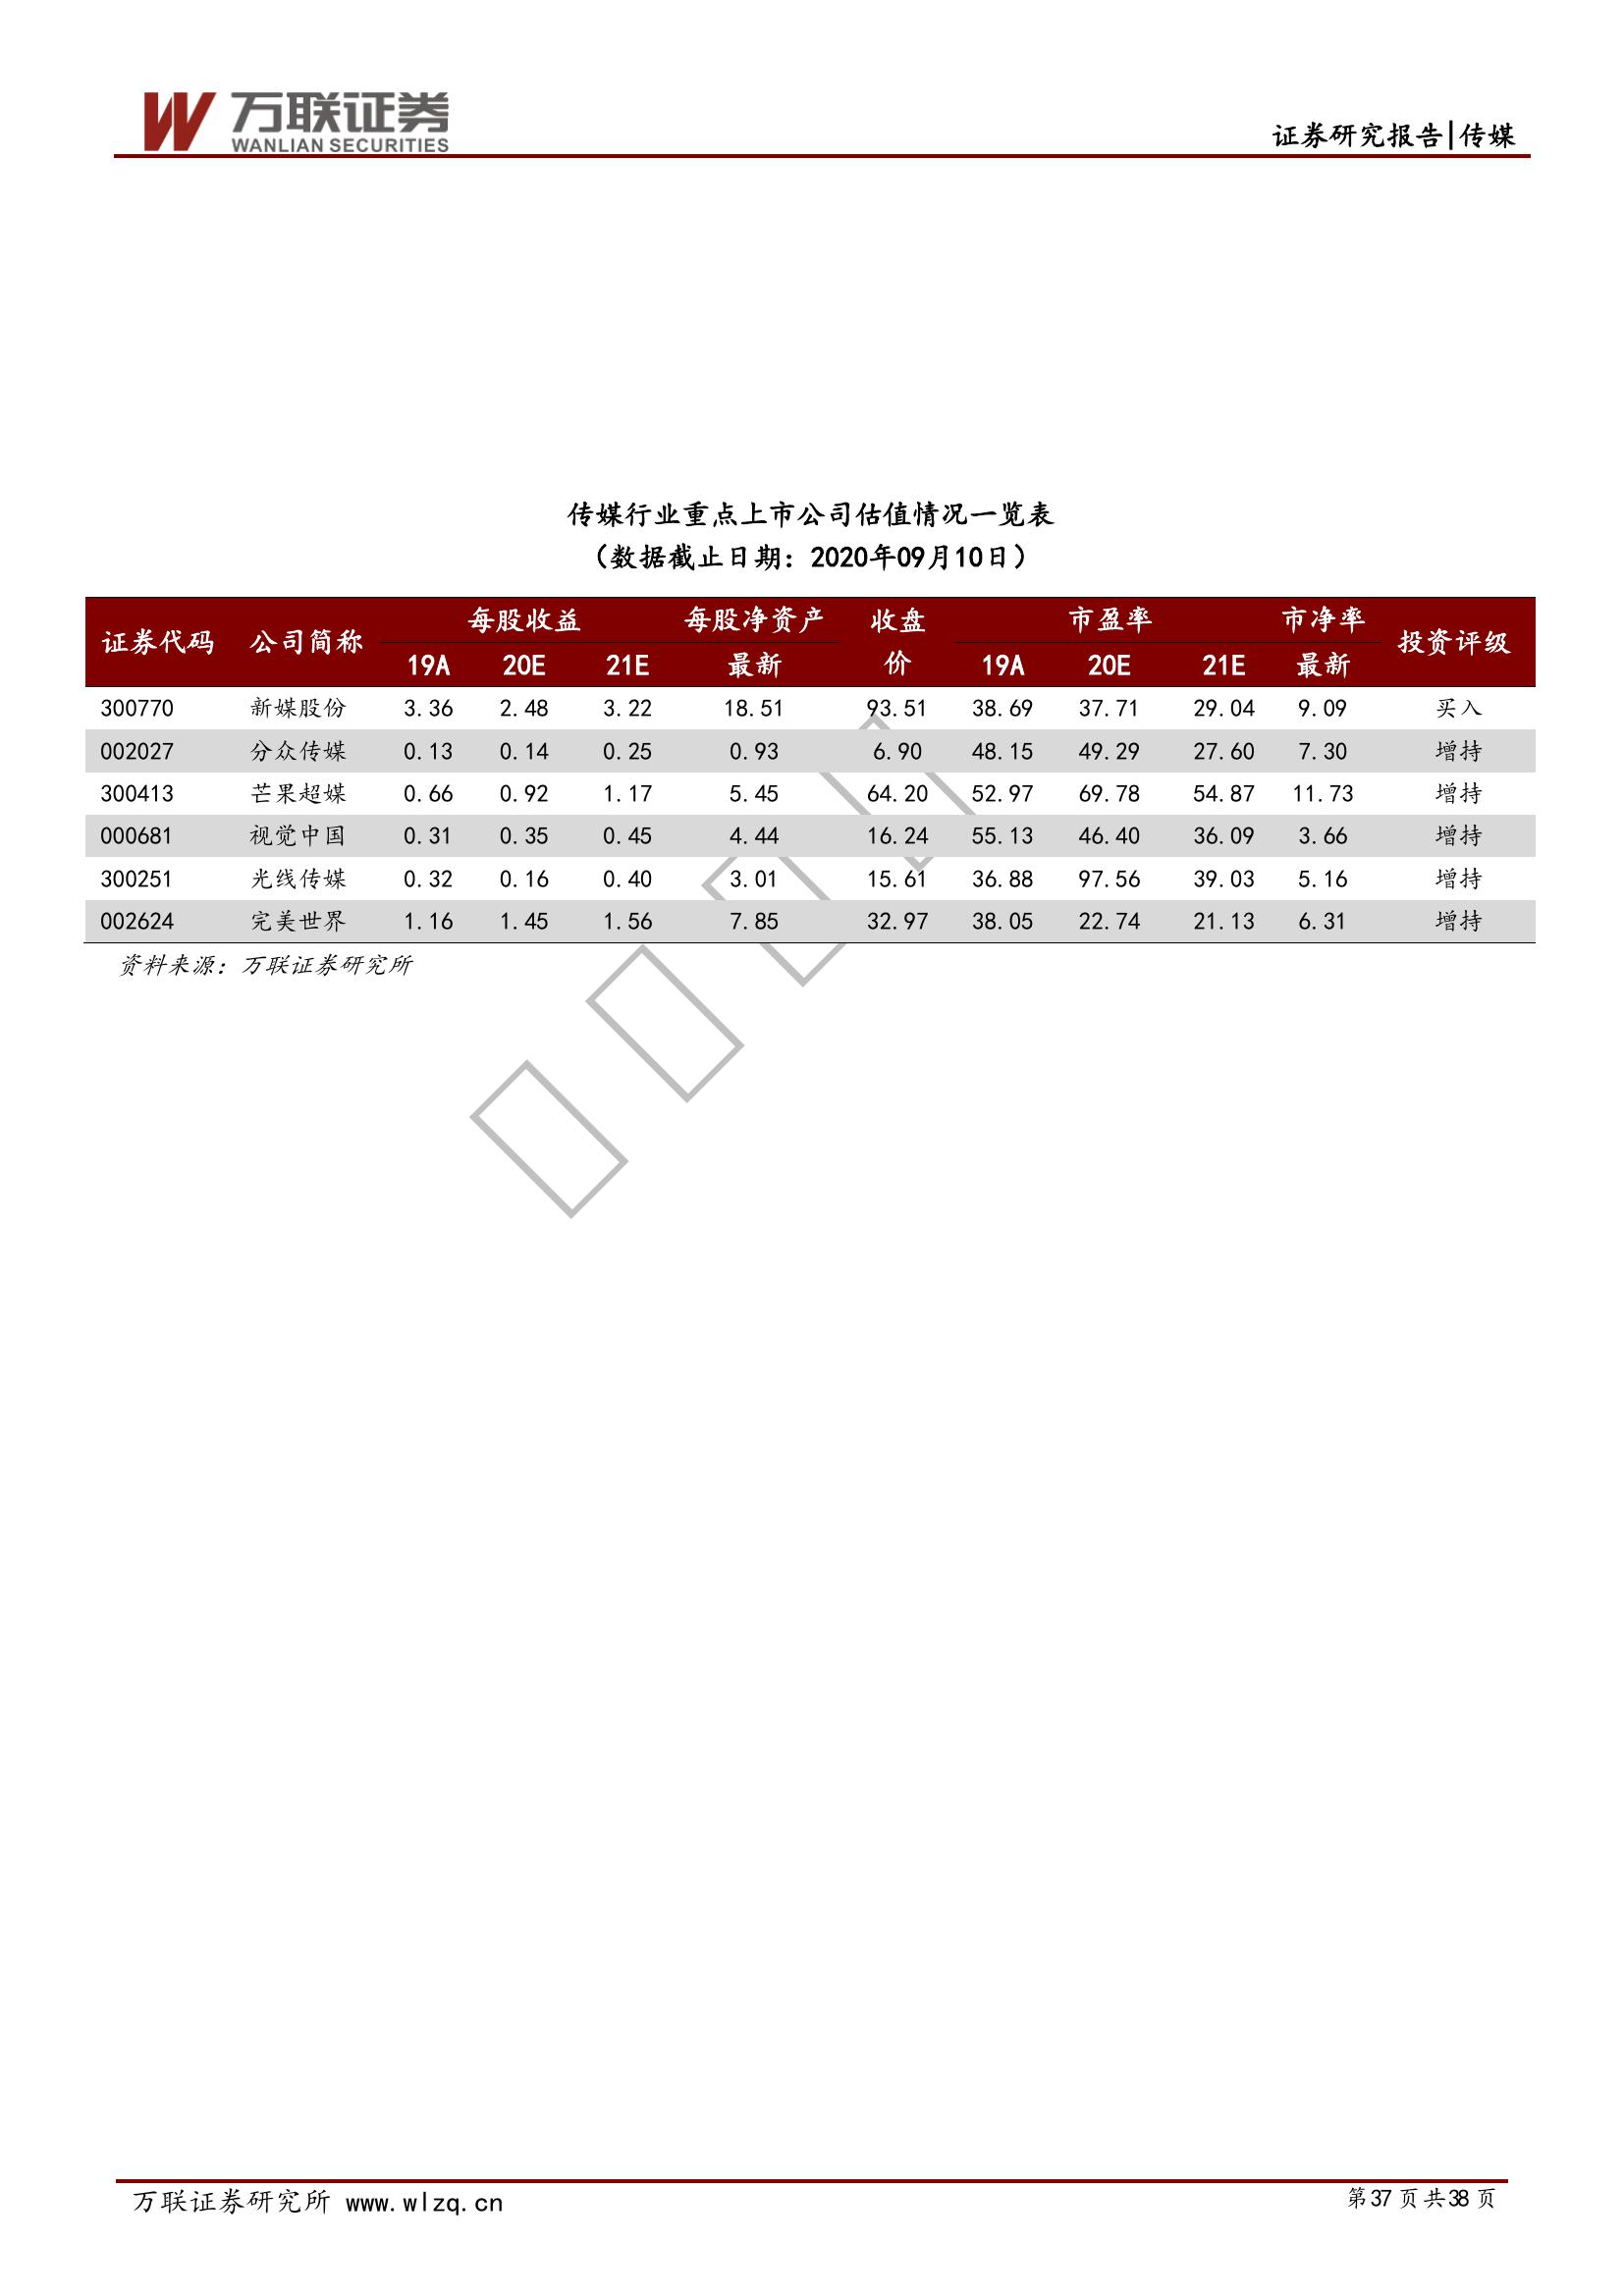 万联证券
WANLIAN SECURITIES
证券研究报告|传媒
传媒行业重点上市公司估值情况一览表
（数据截止日期：2020年09月10日）
证券代码 公司简称 每股收益 每股净资产 收盘价 市盈率 市净率 投资评级
19A 20E 21E 最新 19A 20E 21E 最新
300770 新媒股份 3.36 2.48 3.22 18.51 93.51 38.69 37.71 29.04 9.09 买入
002027 分众传媒 0.13 0.14 0.25 0.93 6.90 48.15 49.29 27.60 7.30 增持
300413 芒果超媒 0.66 0.92 1.17 5.45 64.20 52.97 69.78 54.87 11.73 增持
000681 视觉中国 0.31 0.35 0.45 4.44 16.24 55.13 46.40 36.09 3.66 增持
300251 光线传媒 0.32 0.16 0.40 3.01 15.61 36.88 97.56 39.03 5.16 增持
002624 完美世界 1.16 1.45 1.56 7.85 32.97 38.05 22.74 21.13 6.31 增持
资料来源：万联证券研究所
万联证券研究所 www.wlzq.cn
第37页共38页